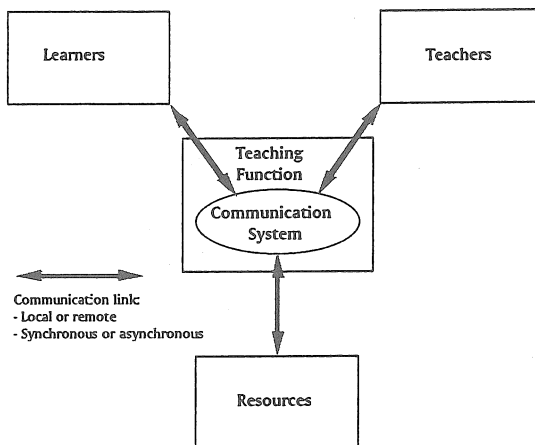 Learners
Teachers
Teaching
Function
Communication
System
Communication link:
- Local or remote
- Synchronous or asynchronous
Resources